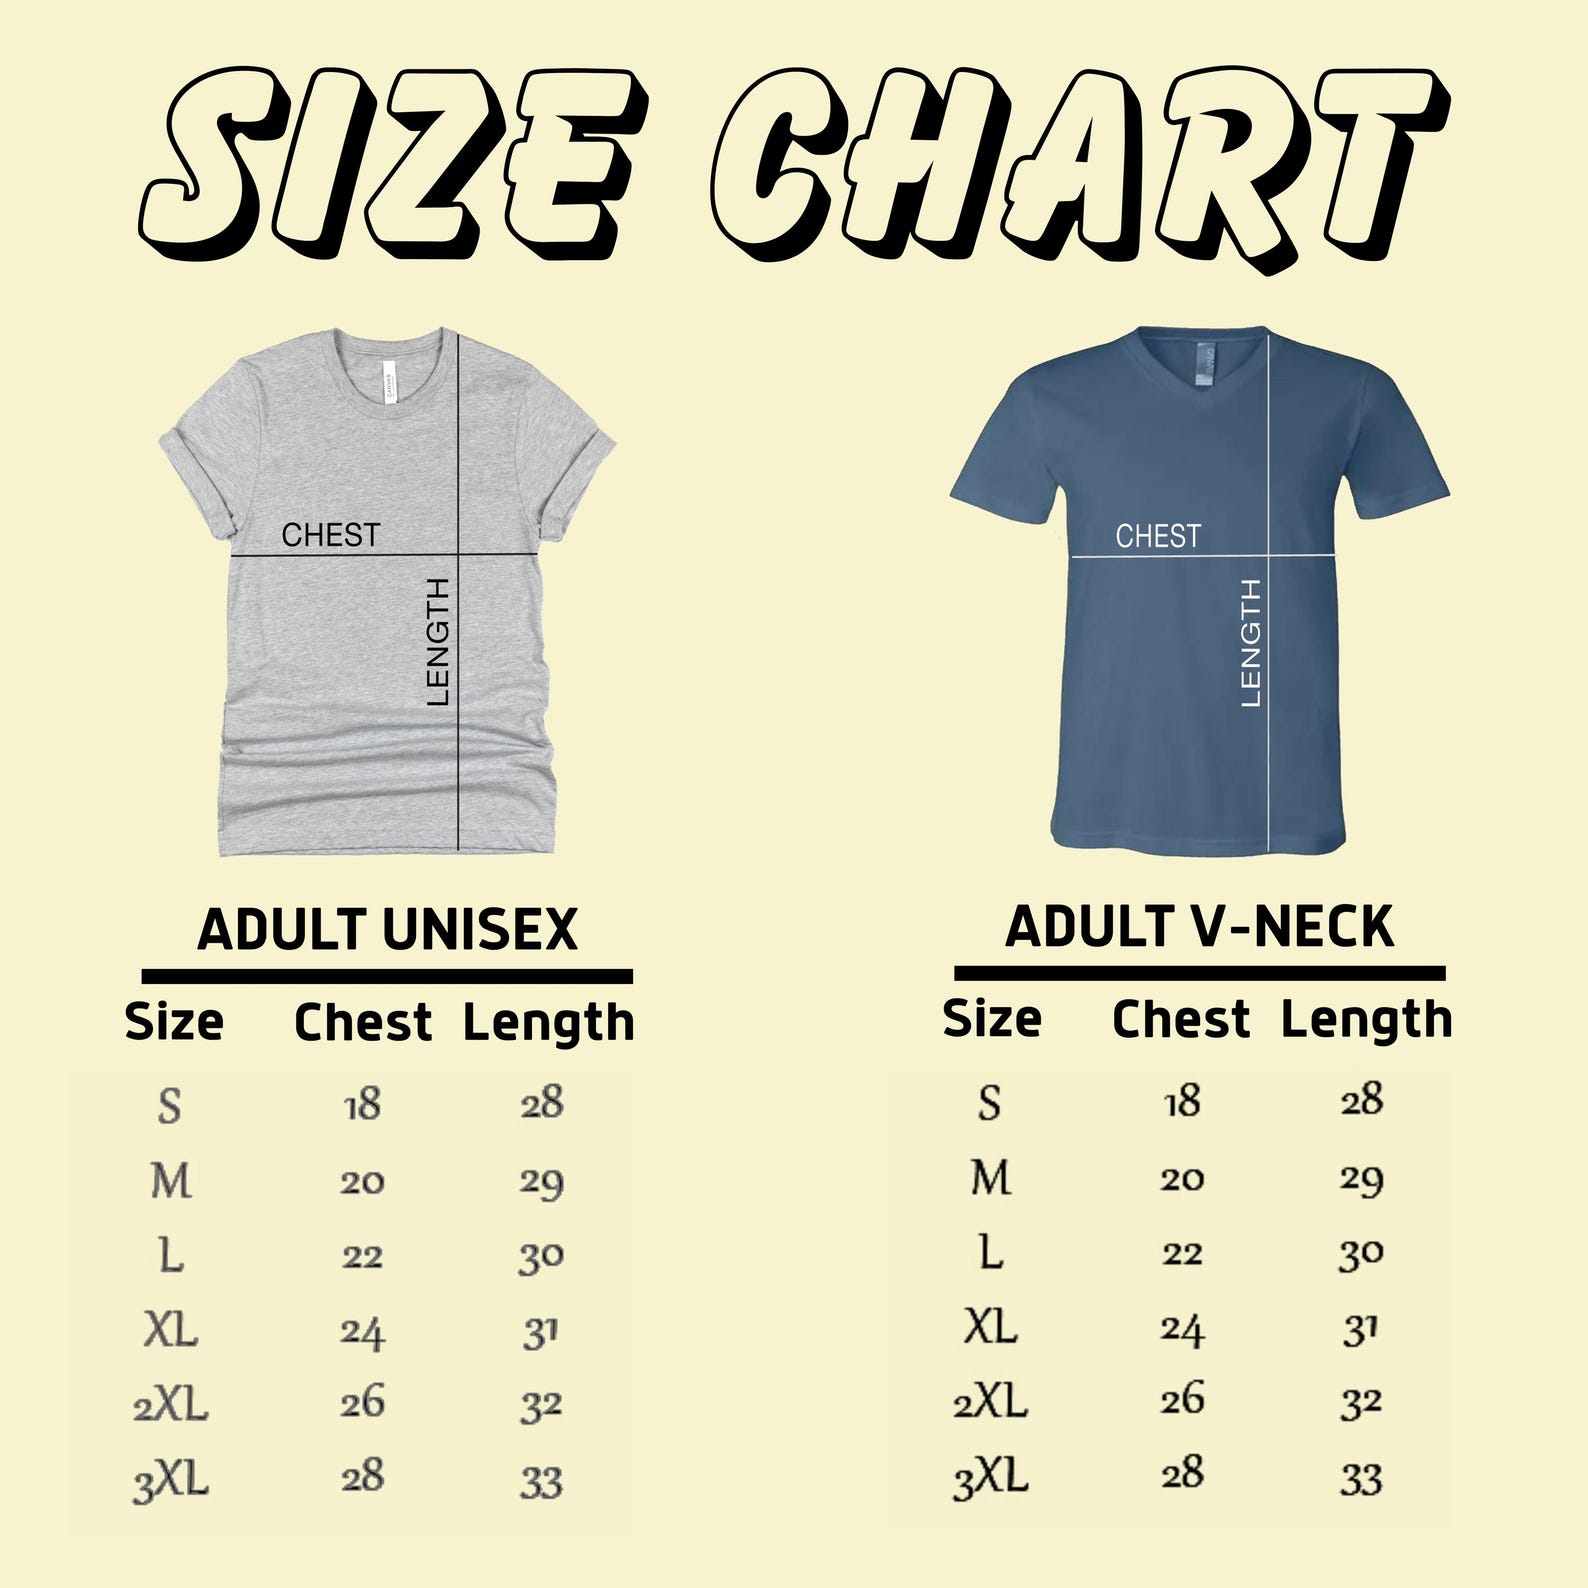 SIZE CHART
CANVAS
CHEST
LENGTH
ADULT UNISEX
Size Chest Length
S 18 28
M 20 29
L 22 30
XL 24 31
2XL 26 32
3XL 28 33
CANVAS
CHEST
LENGTH
ADULT V-NECK
Size Chest Length
S 18 28
M 20 29
L 22 30
XL 24 31
2XL 26 32
3XL 28 33